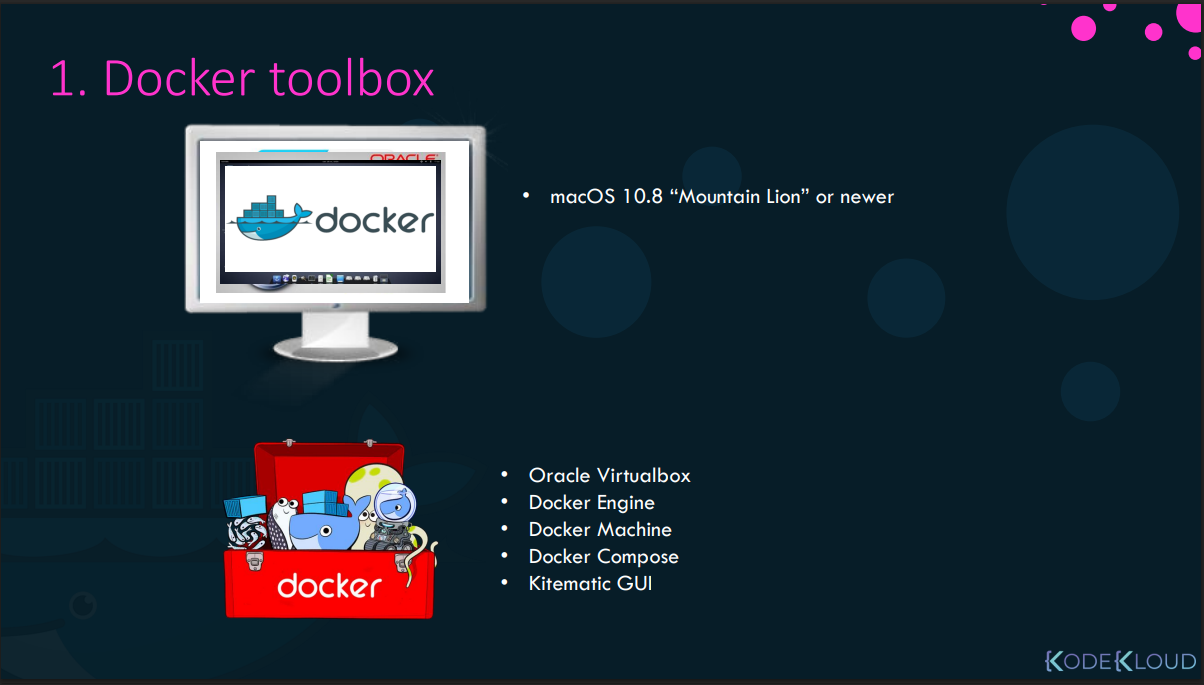 1. Docker toolbox
ORACLE
docker
• macOS 10.8 “Mountain Lion” or newer
• Oracle Virtualbox
• Docker Engine
• Docker Machine
• Docker Compose
• Kitematic GUI
docker
KODEKLOUD